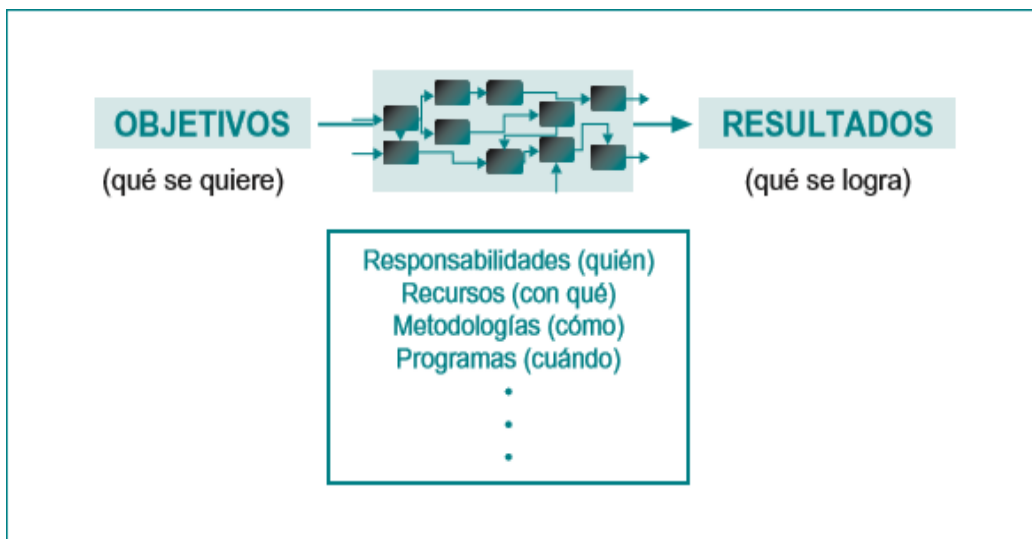 OBJETIVOS
RESULTADOS
(qué se quiere)
(qué se logra)
Responsabilidades (quién)
Recursos (con qué)
Metodologías (cómo)
Programas (cuándo)